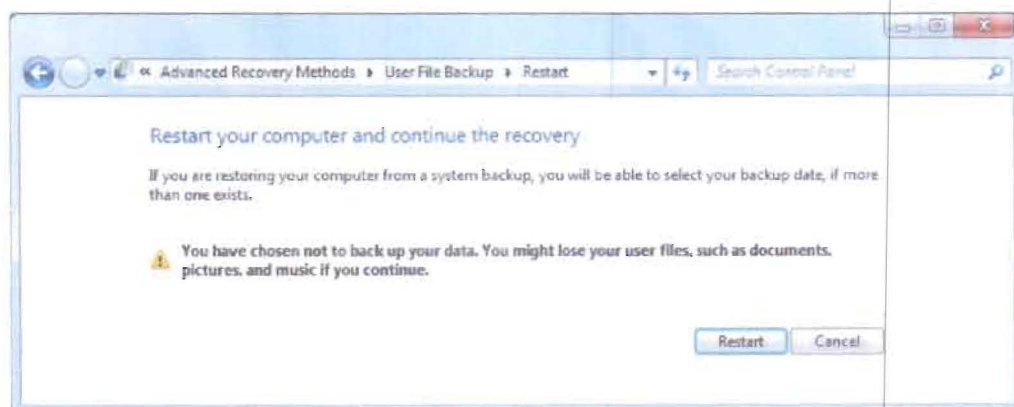 « Advanced Recovery Methods ▸ User File Backup ▸ Restart
Search Control Panel
Restart your computer and continue the recovery
If you are restoring your computer from a system backup, you will be able to select your backup date, if more
than one exists.
You have chosen not to back up your data. You might lose your user files, such as documents,
pictures, and music if you continue.
Restart
Cancel